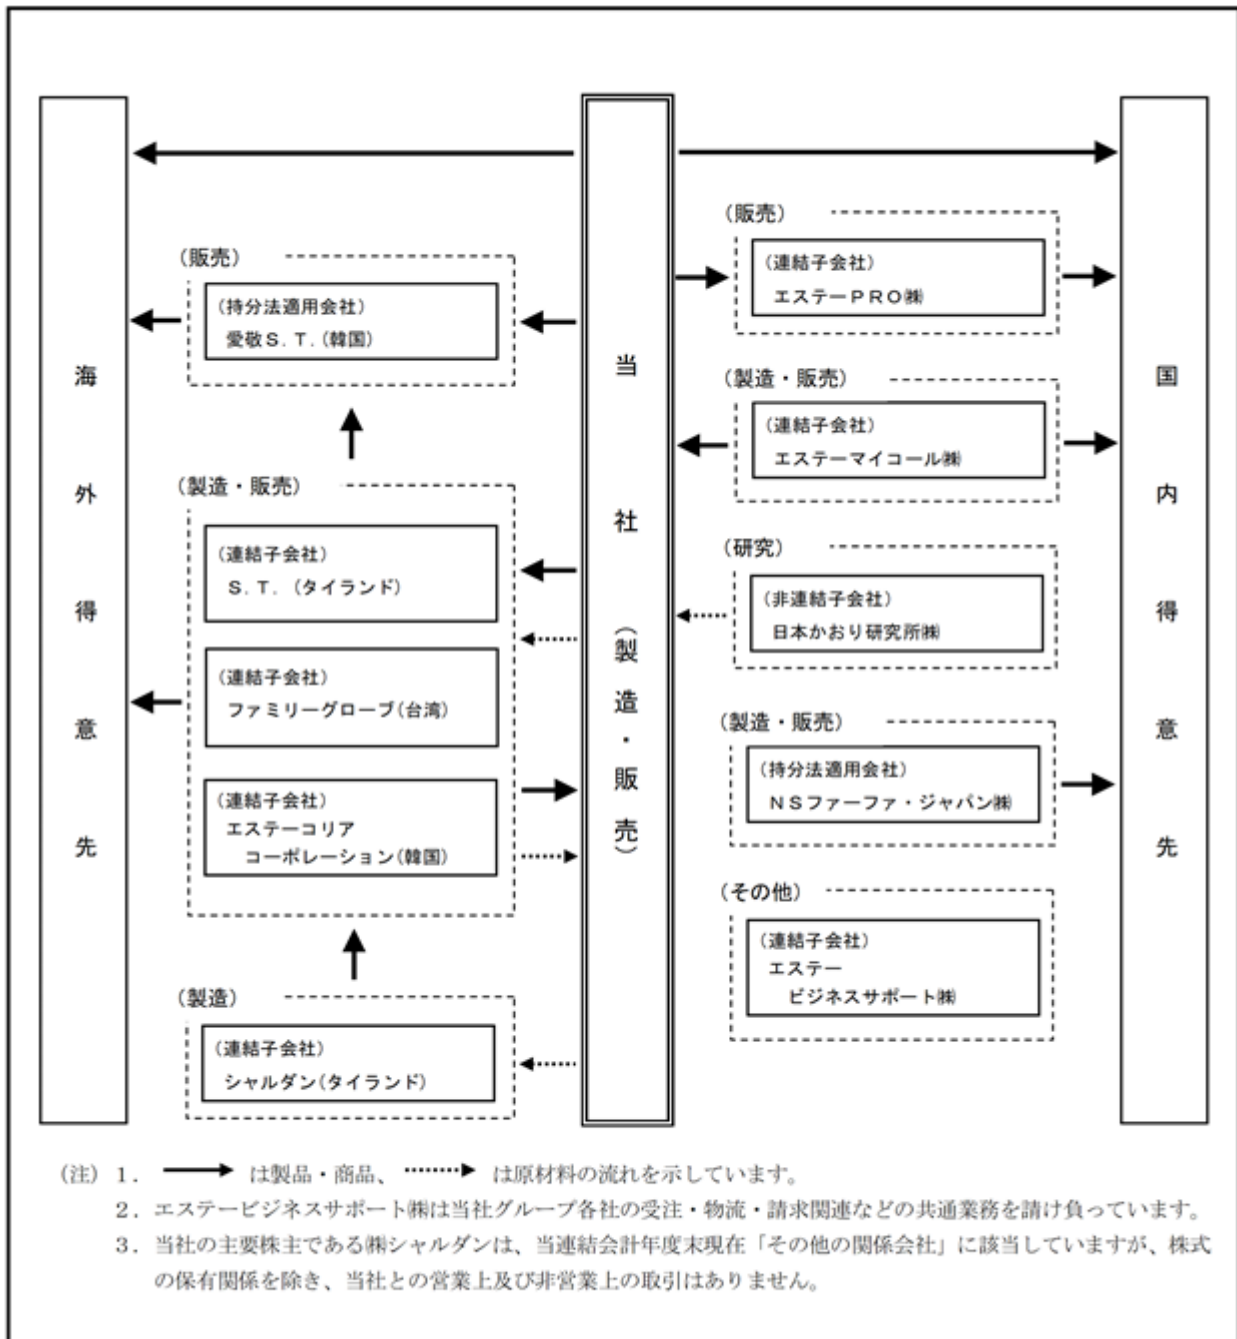 海外得意先
(販売)
(持分法適用会社)
愛敬S.T.(韓国)
(製造・販売)
(連結子会社)
S.T.(タイランド)
(連結子会社)
ファミリーグローブ(台湾)
(連結子会社)
エステーコリア
コーポレーション(韓国)
(製造)
(連結子会社)
シャルダン(タイランド)
当社(製造・販売)
(販売)
(連結子会社)
エステーPRO㈱
(製造・販売)
(連結子会社)
エステーマイコール㈱
(研究)
(非連結子会社)
日本かおり研究所㈱
(製造・販売)
(持分法適用会社)
NSファーファ・ジャパン㈱
(その他)
(連結子会社)
エステー
ビジネスサポート㈱
国内得意先
(注)1. は製品・商品、 は原材料の流れを示しています。
2.エステービジネスサポート㈱は当社グループ各社の受注・物流・請求関連などの共通業務を請け負っています。
3.当社の主要株主である㈱シャルダンは、当連結会計年度末現在「その他の関係会社」に該当していますが、株式
の保有関係を除き、当社との営業上及び非営業上の取引はありません。